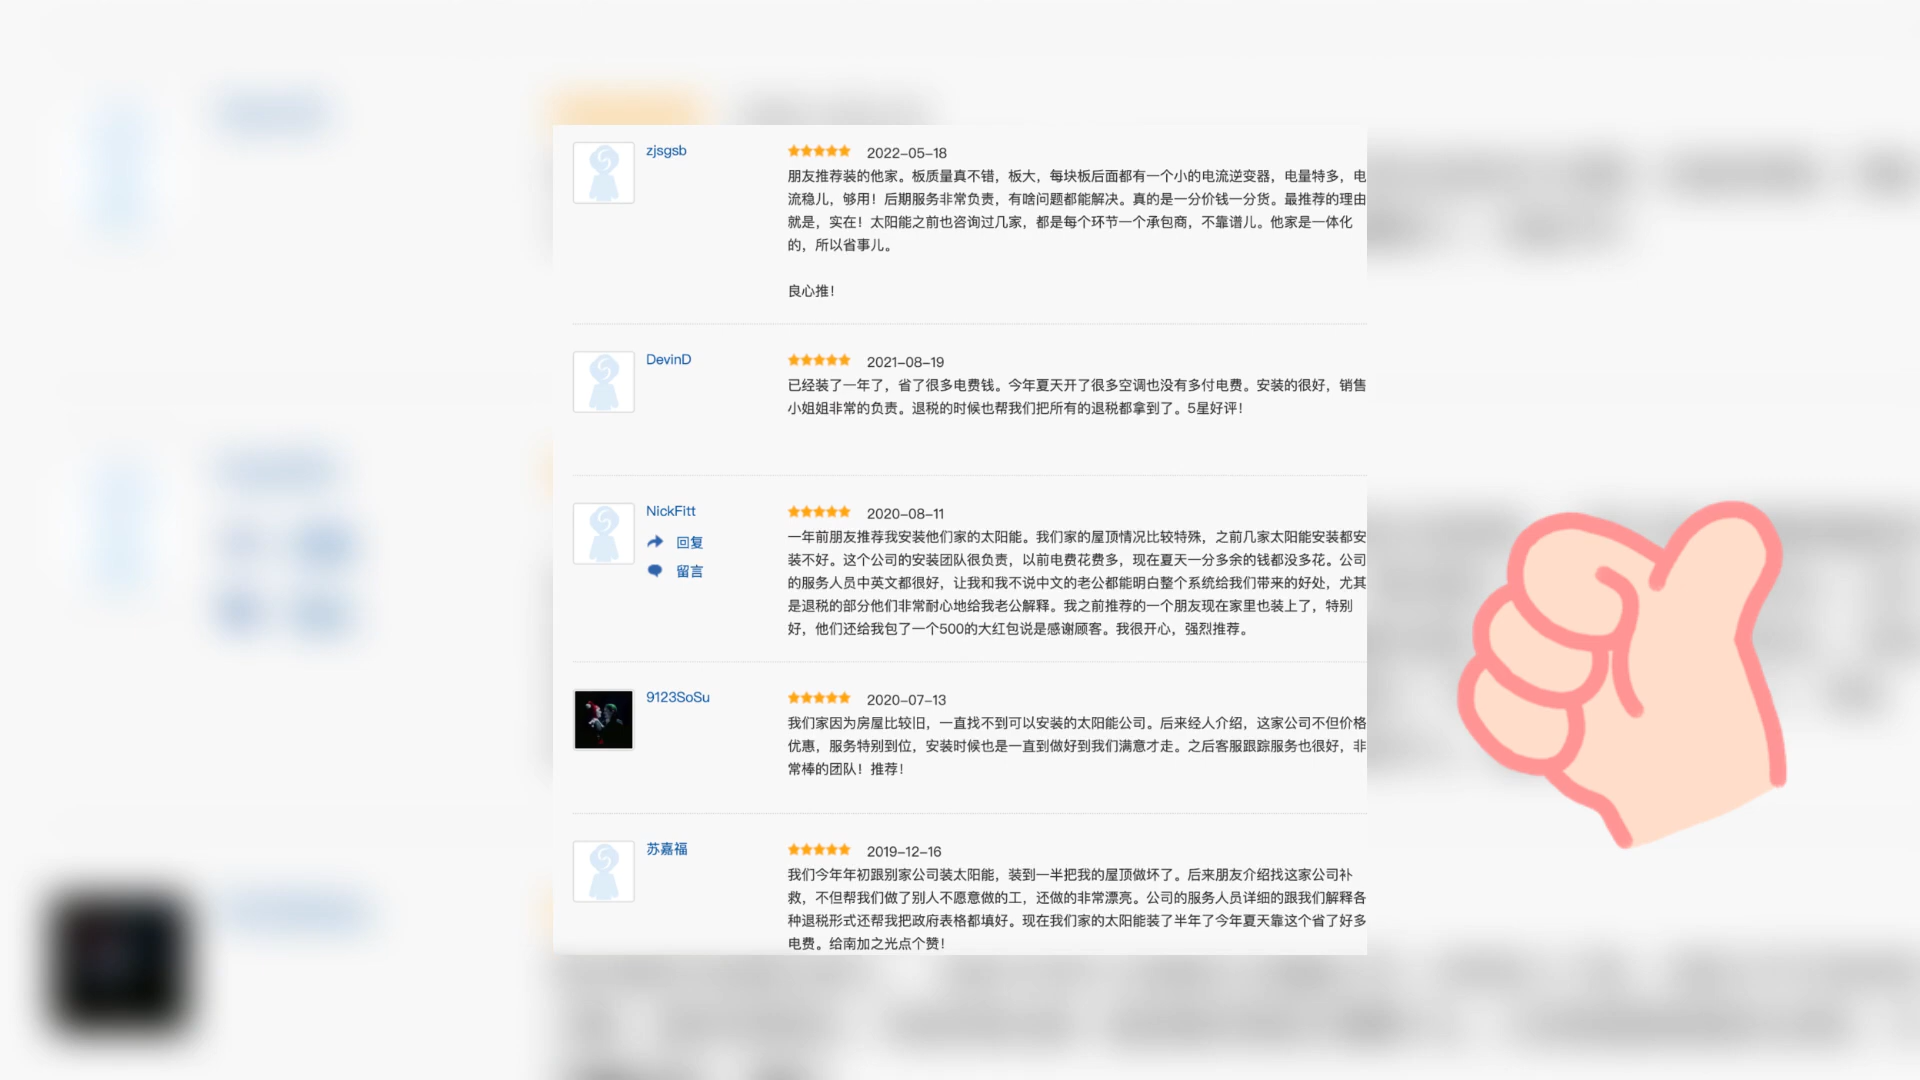 zjsgsb
2022-05-18
朋友推荐装的他家。板质量真不错，板大，每块板后面都有一个小的电流逆变器，电量特多，电
流稳儿，够用！后期服务非常负责，有啥问题都能解决。真的是一分价钱一分货。最推荐的理由
就是，实在！太阳能之前也咨询过几家，都是每个环节一个承包商，不靠谱儿。他家是一体化
的，所以省事儿。
良心推！
DevinD
2021-08-19
已经装了一年了，省了很多电费钱。今年夏天开了很多空调也没有多付电费。安装的很好，销售
小姐姐非常的负责。退税的时候也帮我们把所有的退税都拿到了。5星好评！
NickFitt
回复
留言
2020-08-11
一年前朋友推荐我安装他们家的太阳能。我们家的屋顶情况比较特殊，之前几家太阳能安装都安
装不好。这个公司的安装团队很负责，以前电费花费多，现在夏天一分多余的钱都没多花。公司
的服务人员中英文都很好，让我和我不说中文的老公都能明白整个系统给我们带来的好处，尤其
是退税的部分他们非常耐心地给我老公解释。我之前推荐的一个朋友现在家里也装上了，特别
好，他们还给我包了一个500的大红包说是感谢顾客。我很开心，强烈推荐。
9123SoSu
2020-07-13
我们家因为房屋比较旧，一直找不到可以安装的太阳能公司。后来经人介绍，这家公司不但价格
优惠，服务特别到位，安装时候也是一直到做好到我们满意才走。之后客服跟踪服务也很好，非
常棒的团队！推荐！
苏嘉福
2019-12-16
我们今年年初跟别家公司装太阳能，装到一半把我的屋顶做坏了。后来朋友介绍找这家公司补
救，不但帮我们做了别人不愿意做的工，还做的非常漂亮。公司的服务人员详细的跟我们解释各
种退税形式还帮我把政府表格都填好。现在我们家的太阳能装了半年了今年夏天靠这个省了好多
电费。给南加之光点个赞！